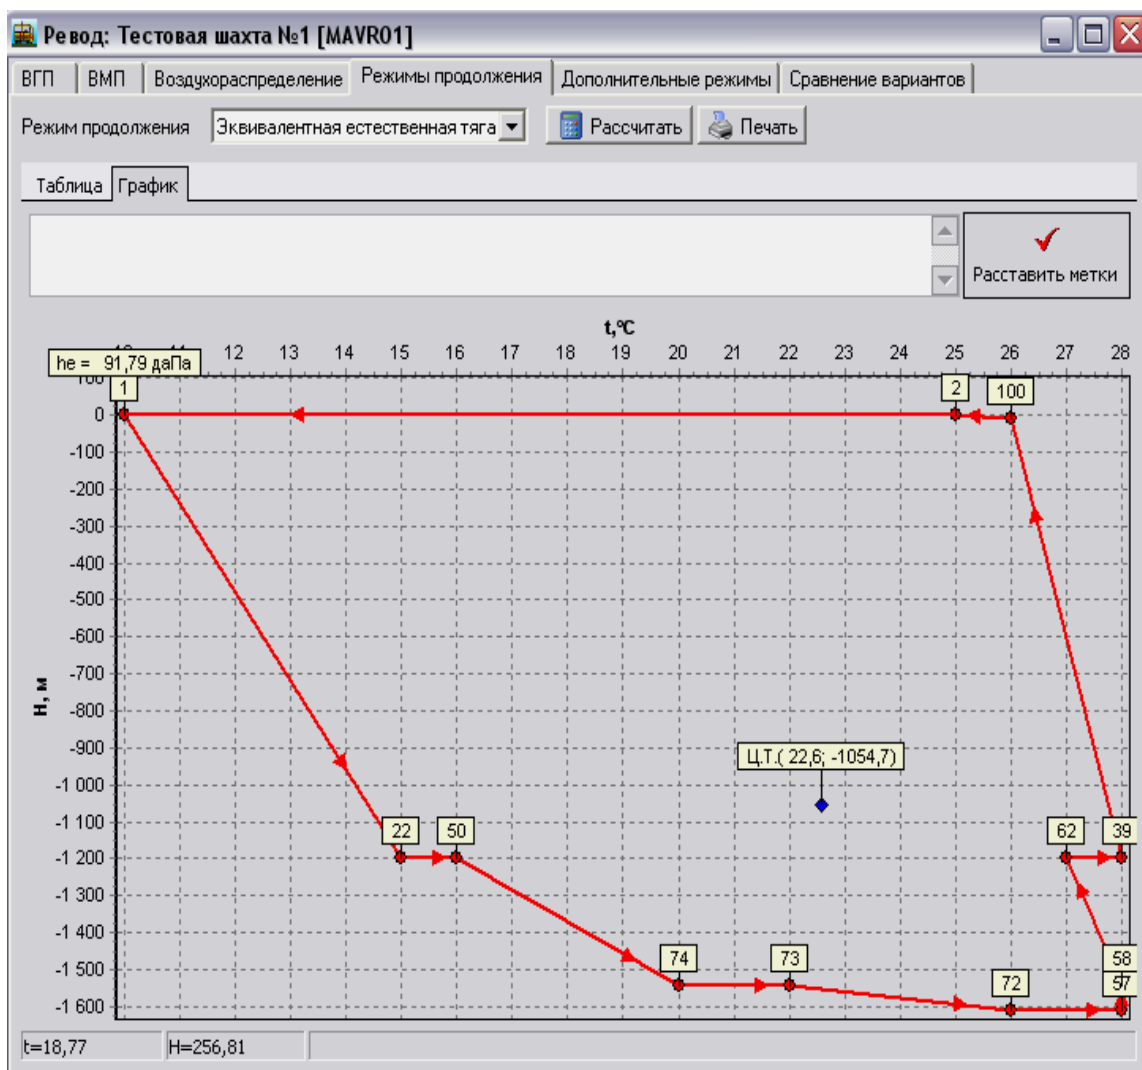 Ревод: Тестовая шахта №1 [MAVR01]
ВГП ВМП Воздухораспределение Режимы продолжения Дополнительные режимы Сравнение вариантов
Режим продолжения Эквивалентная естественная тяга Рассчитать Печать
Таблица График
Расставить метки
t,ºC
12 13 14 15 16 17 18 19 20 21 22 23 24 25 26 27 28
he = 91,79 даПа
100
1 2 100
0
-100
-200
-300
-400
-500
-600
-700
H, м
-800
-900
Ц.Т.( 22,6; -1054,7)
-1 000
-1 100
22 50 62 39
-1 200
-1 300
-1 400
-1 500
74 73 58
72 57
-1 600
t=18,77 H=256,81